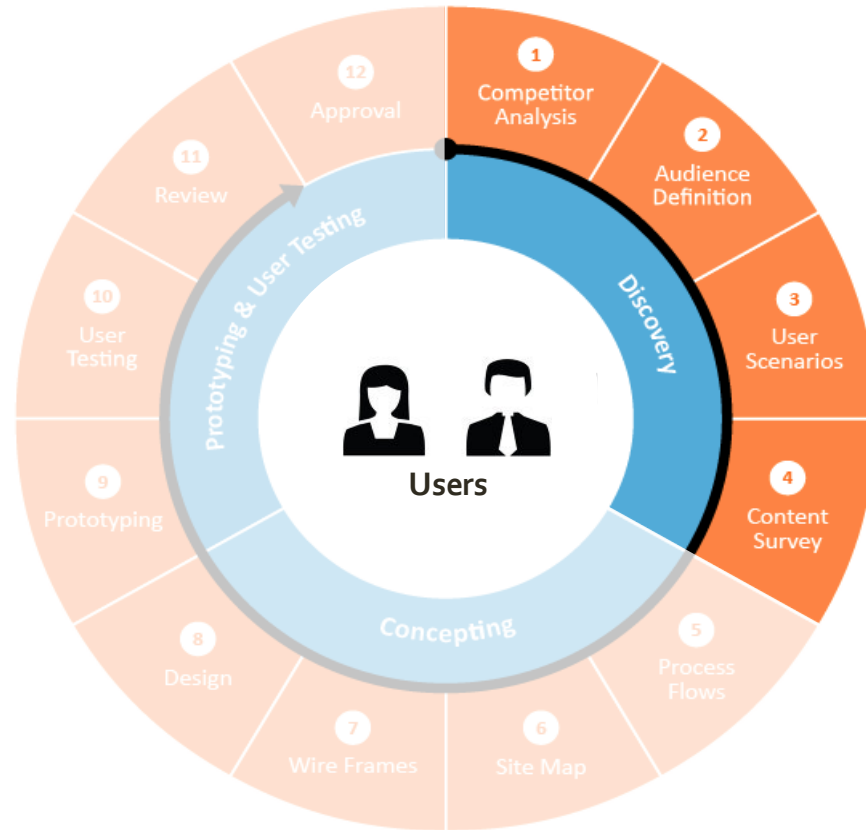 1
Competitor
Analysis
2
Audience
Definition
3
User
Scenarios
4
Content
Survey
5
Process
Flows
6
Site Map
7
Wire Frames
8
Design
9
Prototyping
10
User
Testing
11
Review
12
Approval
Discovery
Concepting
Prototyping & User Testing
Users